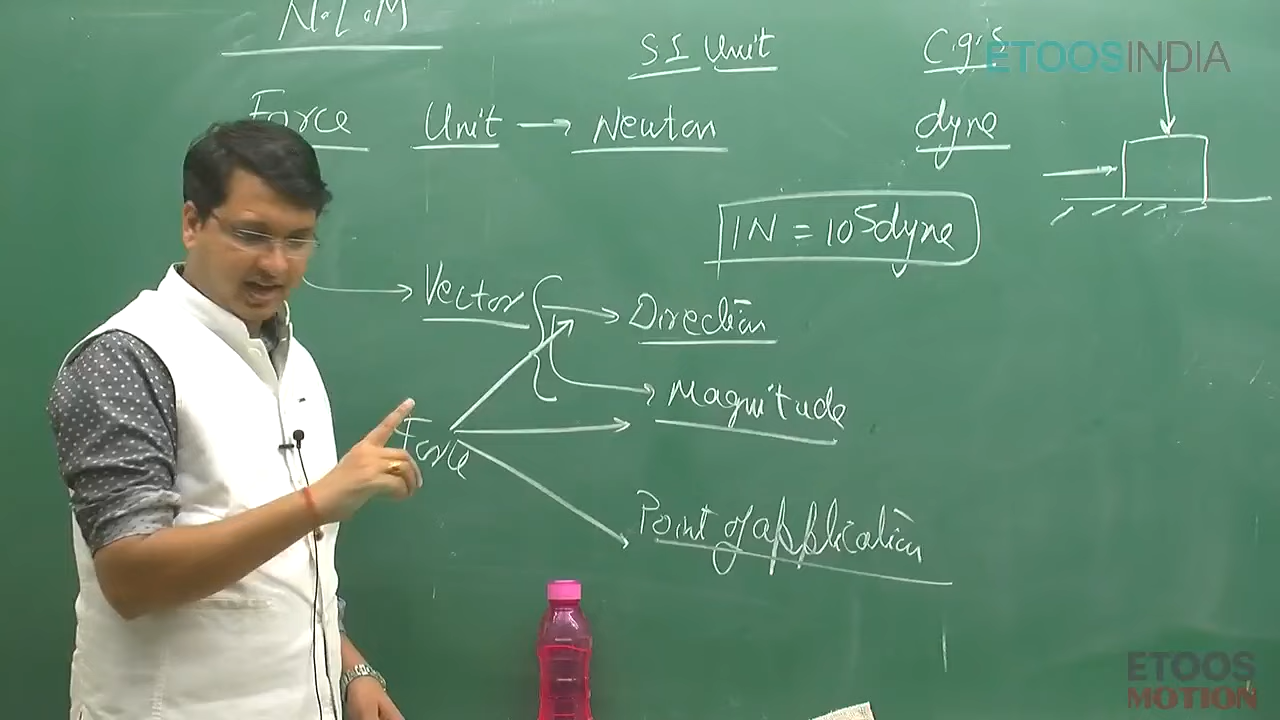 N.L.M
SI Unit
C.g.s
ETOOSINDIA
Force Unit → Newton
dyne
1N = 10⁵dyne
Vector
Direction
Magnitude
Force
Point of application
ETOOS
MOTION